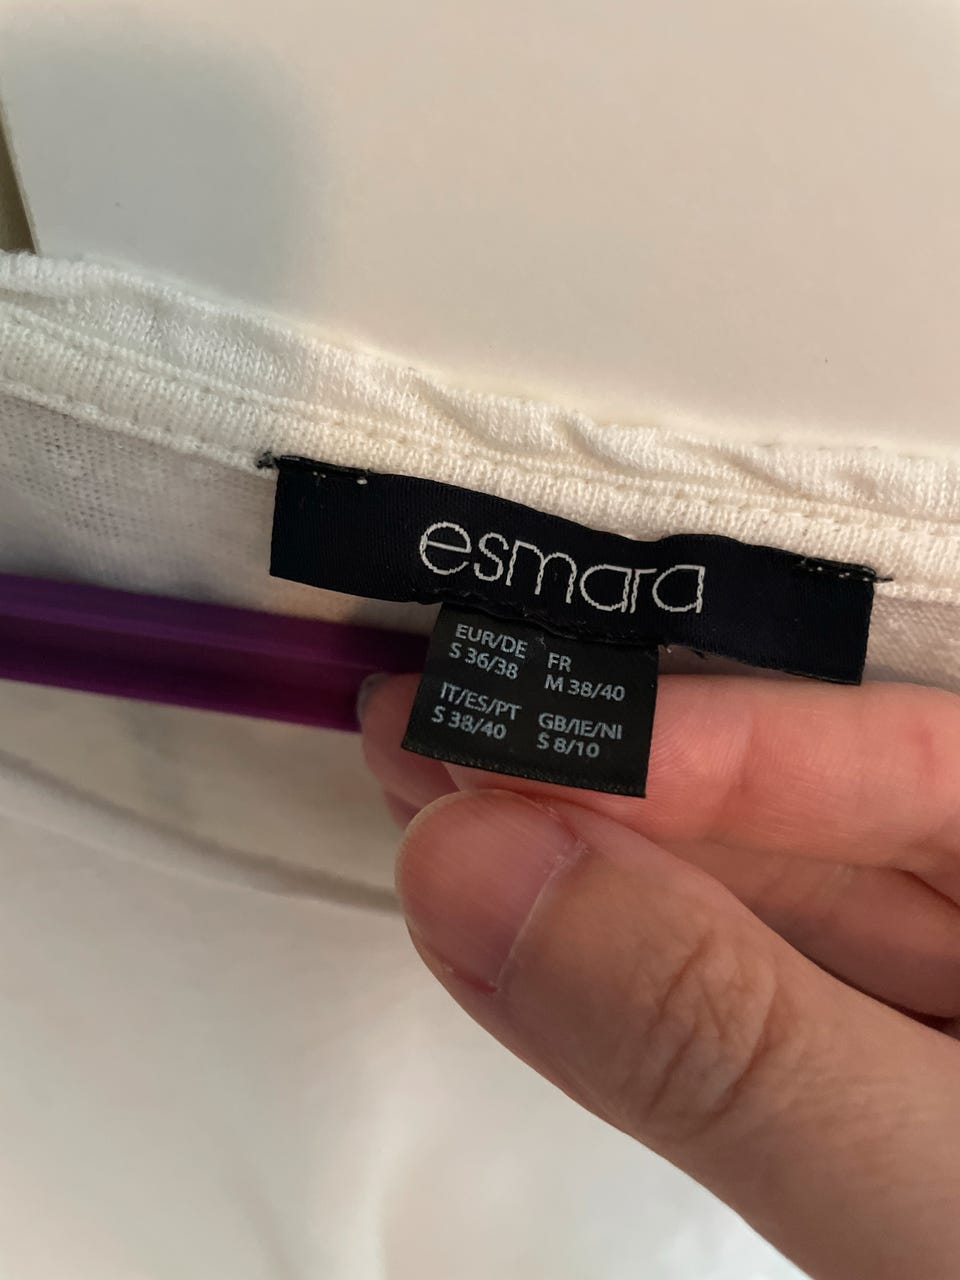 esmara
EUR/DE
S 36/38
FR
M 38/40
IT/ES/PT
S 38/40
GB/IE/NI
S 8/10